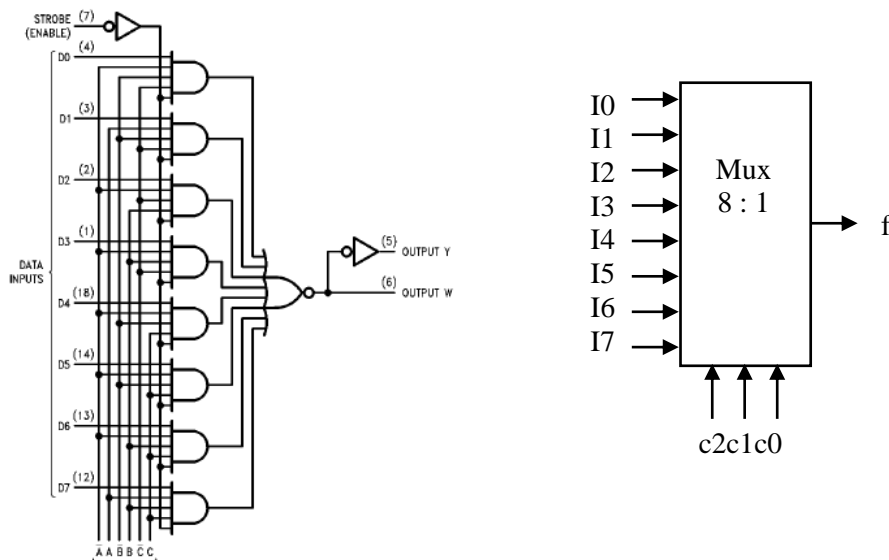 STROBE (7)
(ENABLE)
D0 (4)
D1 (3)
D2 (2)
D3 (1)
DATA
INPUTS
D4 (18)
D5 (14)
D6 (13)
D7 (12)
A A B B C C
(5) OUTPUT Y
(6) OUTPUT W
I0
I1
I2
I3
I4
I5
I6
I7
Mux
8 : 1
f
c2c1c0